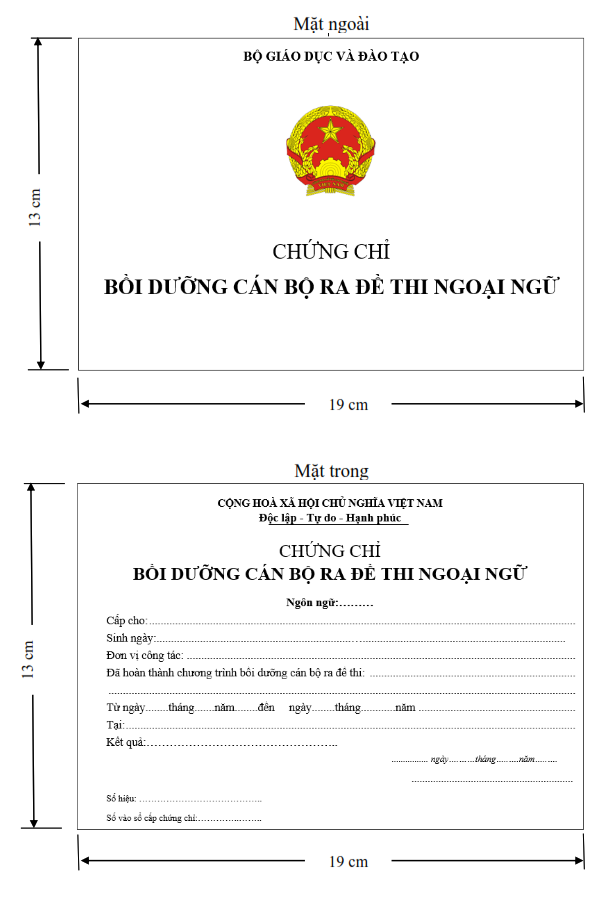 Mặt ngoài
BỘ GIÁO DỤC VÀ ĐÀO TẠO
VIỆT NAM
13 cm
CHỨNG CHỈ
BỒI DƯỠNG CÁN BỘ RA ĐỀ THI NGOẠI NGỮ
19 cm
Mặt trong
CỘNG HOÀ XÃ HỘI CHỦ NGHĨA VIỆT NAM
Độc lập - Tự do - Hạnh phúc
CHỨNG CHỈ
BỒI DƯỠNG CÁN BỘ RA ĐỀ THI NGOẠI NGỮ
Ngôn ngữ:.........
Cấp cho:..........
Sinh ngày:..........
Đơn vị công tác: ..........
13 cm
Đã hoàn thành chương trình bồi dưỡng cán bộ ra đề thi: ..........
..........
Từ ngày........tháng.......năm........đến ngày........tháng............năm ..........
Tại:..........
Kết quả:..........
.......... ngày..........tháng.........năm.........
..........
Số hiệu: ..........
Số vào sổ cấp chứng chỉ:..........
19 cm